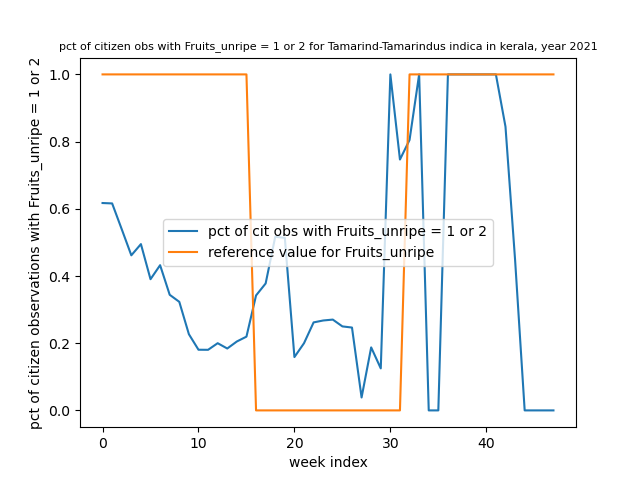 pct of citizen obs with Fruits_unripe = 1 or 2 for Tamarind-Tamarindus indica in kerala, year 2021
pct of citizen observations with Fruits_unripe = 1 or 2
1.0
0.8
0.6
0.4
0.2
0.0
pct of cit obs with Fruits_unripe = 1 or 2
reference value for Fruits_unripe
0
10
20
30
40
week index